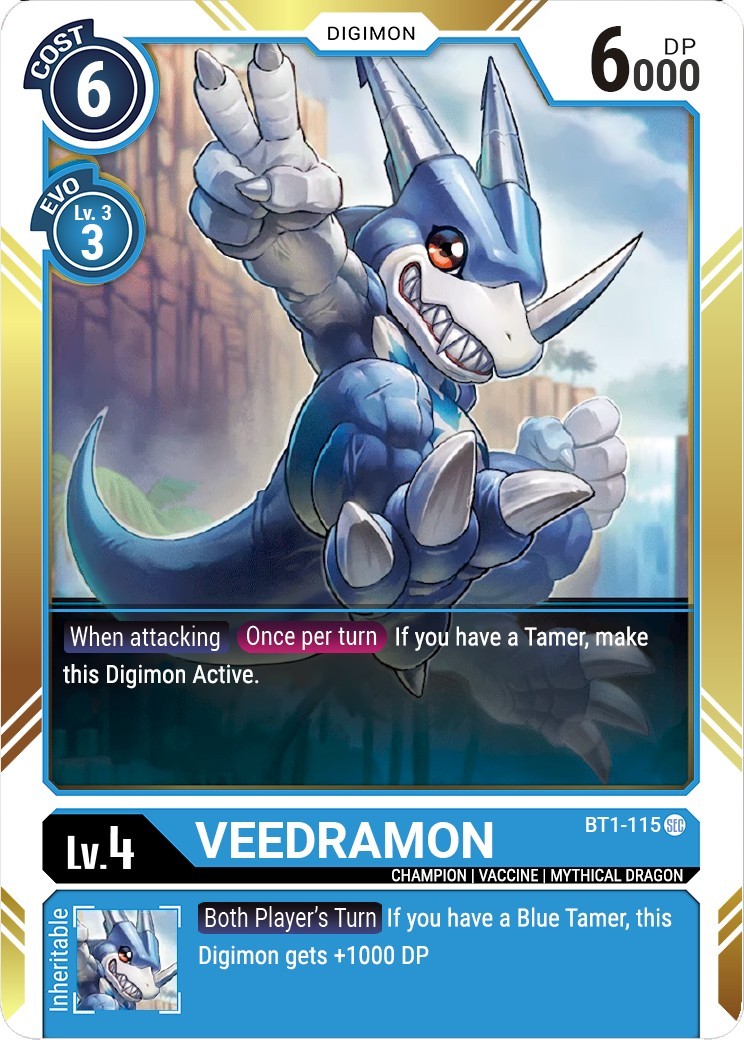 DIGIMON
COST
6
DP
6000
EVO
Lv. 3
3
When attacking Once per turn If you have a Tamer, make
this Digimon Active.
Lv.4
VEEDRAMON
BT1-115 SEC
CHAMPION | VACCINE | MYTHICAL DRAGON
Inheritable
Both Player's Turn If you have a Blue Tamer, this
Digimon gets +1000 DP